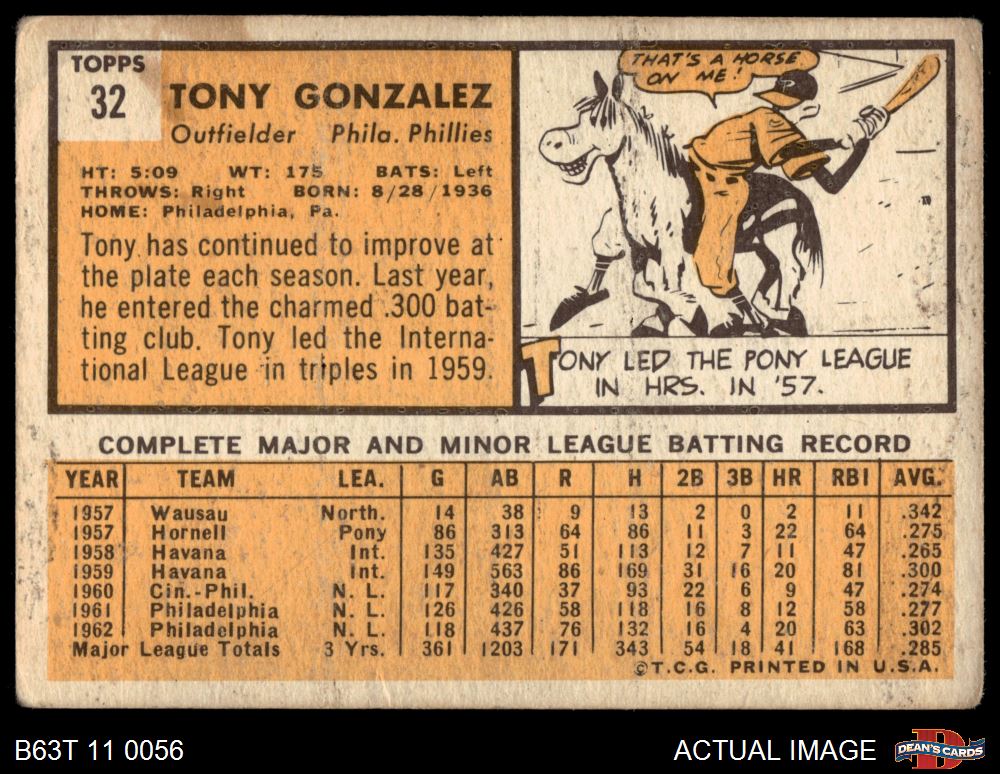 TOPPS
32
TONY GONZALEZ
Outfielder Phila. Phillies
HT: 5:09 WT: 175 BATS: Left
THROWS: Right BORN: 8/28/1936
HOME: Philadelphia, Pa.
Tony has continued to improve at
the plate each season. Last year,
he entered the charmed .300 bat-
ting club. Tony led the Interna-
tional League in triples in 1959.
THAT'S A HORSE
ON ME!
TONY LED THE PONY LEAGUE
IN HRS. IN '57.
COMPLETE MAJOR AND MINOR LEAGUE BATTING RECORD
YEAR TEAM LEA. G AB R H 2B 3B HR RBI AVG.
1957 Wausau North. 14 38 9 13 2 0 2 11 .342
1957 Hornell Pony 86 313 64 86 11 3 22 64 .275
1958 Havana Int. 135 427 51 113 12 7 11 47 .265
1959 Havana Int. 149 563 86 169 31 16 20 81 .300
1960 Cin.-Phil. N. L. 117 340 37 93 22 6 9 47 .274
1961 Philadelphia N. L. 126 426 58 118 16 8 12 58 .277
1962 Philadelphia N. L. 118 437 76 132 16 4 20 63 .302
Major League Totals 3 Yrs. 361 1203 171 343 54 18 41 168 .285
©T.C.G. PRINTED IN U.S.A.
B63T 11 0056
ACTUAL IMAGE
DEAN'S CARDS